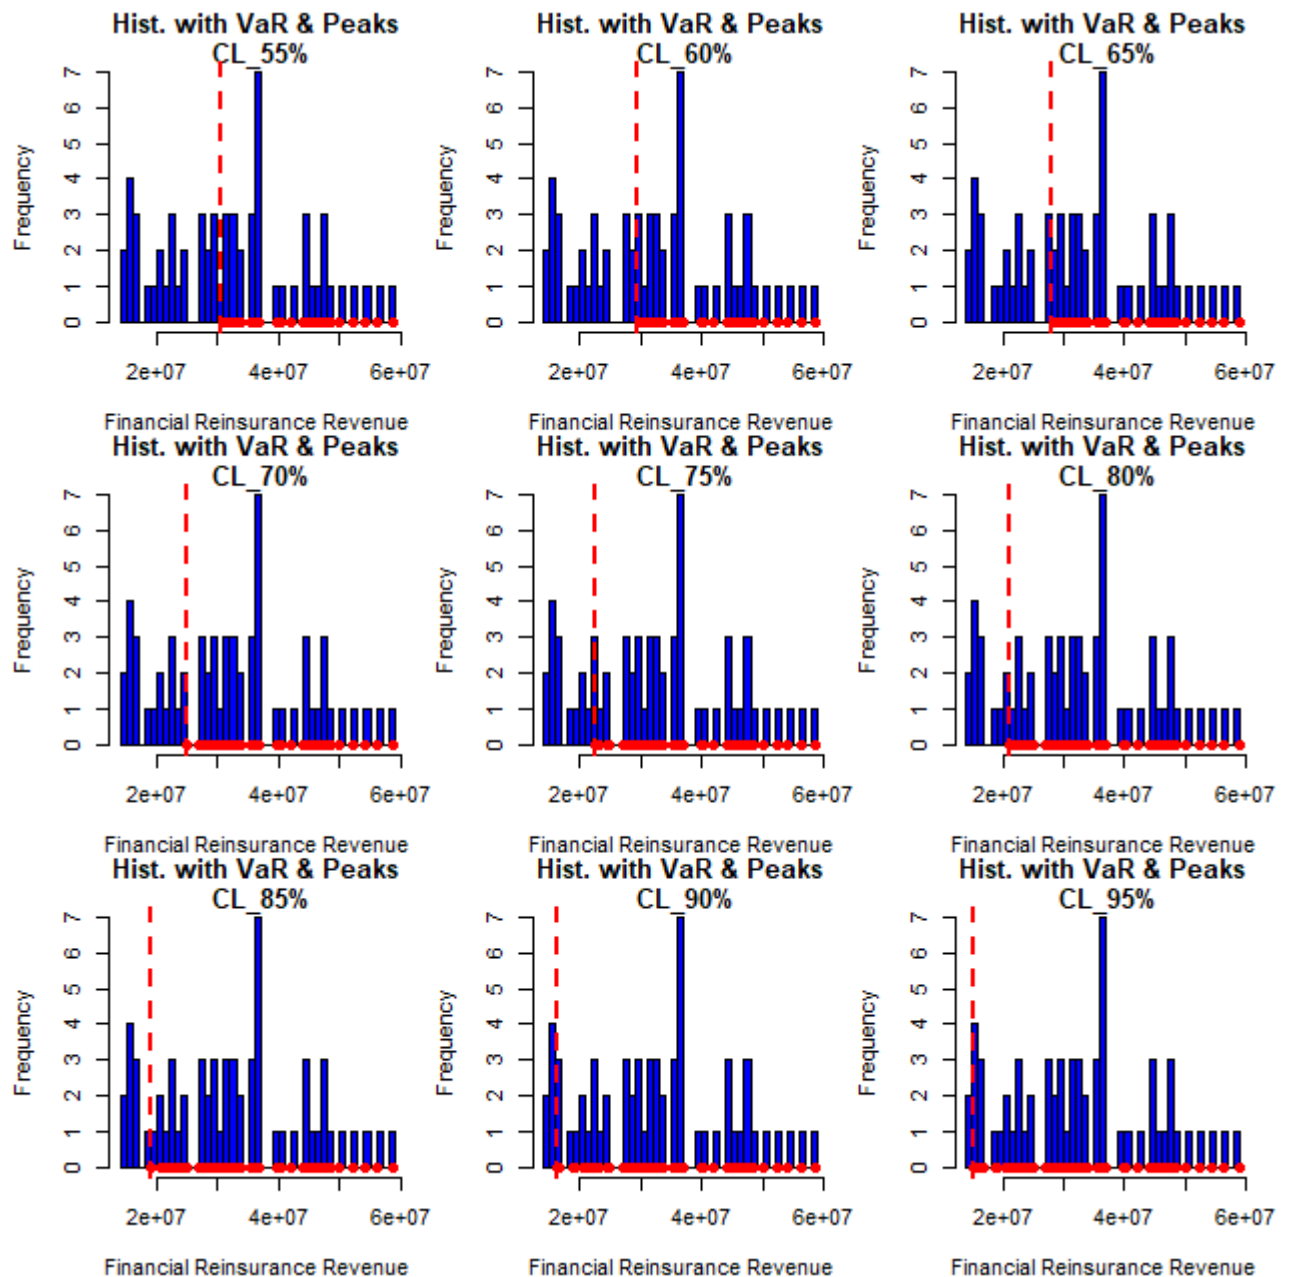 Hist. with VaR & Peaks
CL_55%
Frequency
7
6
5
4
3
2
1
0
2e+07 4e+07 6e+07
Financial Reinsurance Revenue
Hist. with VaR & Peaks
CL_60%
Frequency
7
6
5
4
3
2
1
0
2e+07 4e+07 6e+07
Financial Reinsurance Revenue
Hist. with VaR & Peaks
CL_65%
Frequency
7
6
5
4
3
2
1
0
2e+07 4e+07 6e+07
Financial Reinsurance Revenue
Hist. with VaR & Peaks
CL_70%
Frequency
7
6
5
4
3
2
1
0
2e+07 4e+07 6e+07
Financial Reinsurance Revenue
Hist. with VaR & Peaks
CL_75%
Frequency
7
6
5
4
3
2
1
0
2e+07 4e+07 6e+07
Financial Reinsurance Revenue
Hist. with VaR & Peaks
CL_80%
Frequency
7
6
5
4
3
2
1
0
2e+07 4e+07 6e+07
Financial Reinsurance Revenue
Hist. with VaR & Peaks
CL_85%
Frequency
7
6
5
4
3
2
1
0
2e+07 4e+07 6e+07
Financial Reinsurance Revenue
Hist. with VaR & Peaks
CL_90%
Frequency
7
6
5
4
3
2
1
0
2e+07 4e+07 6e+07
Financial Reinsurance Revenue
Hist. with VaR & Peaks
CL_95%
Frequency
7
6
5
4
3
2
1
0
2e+07 4e+07 6e+07
Financial Reinsurance Revenue